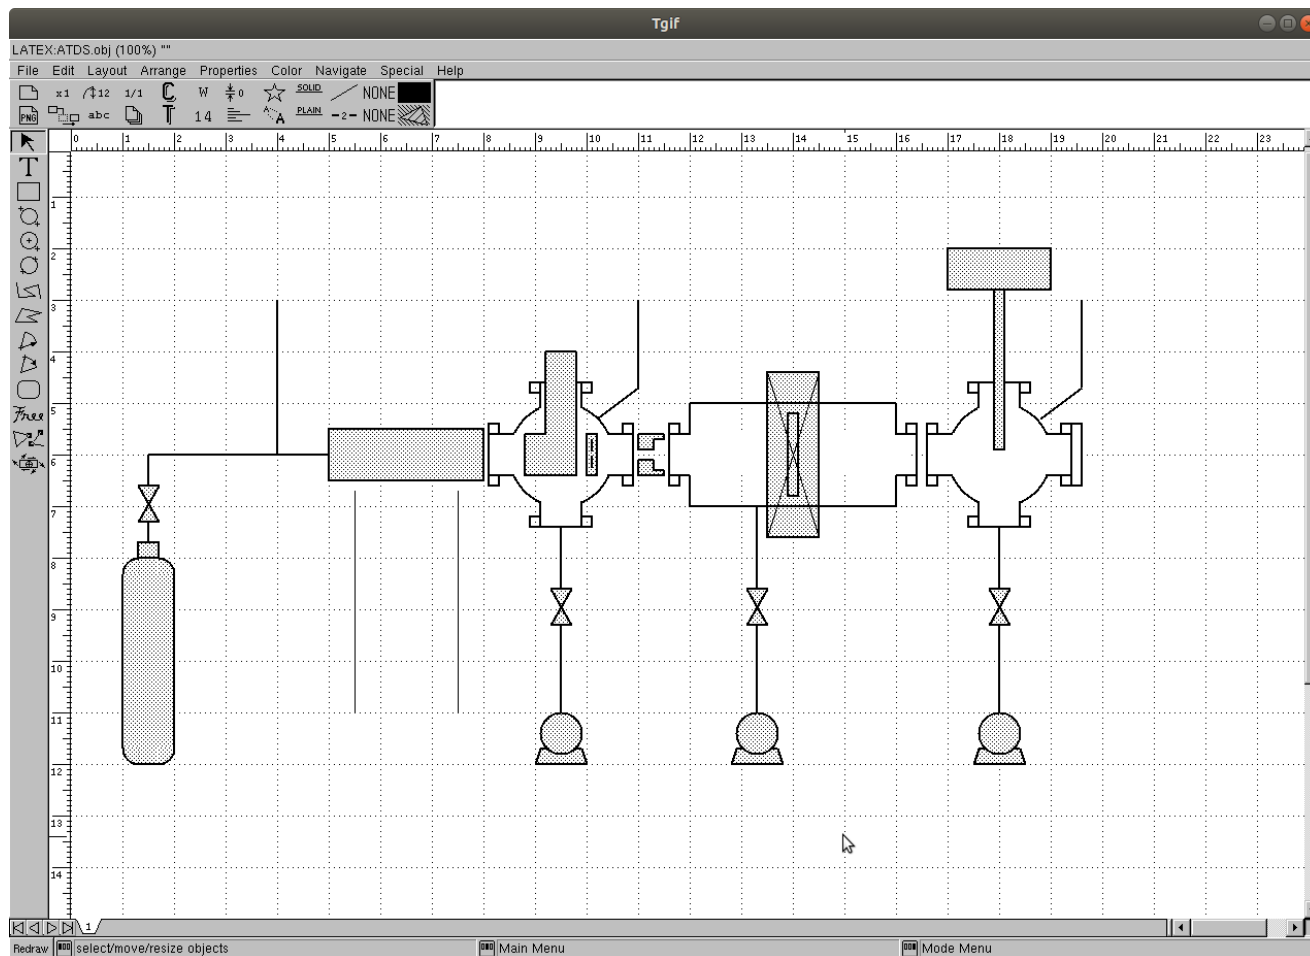 Tgif
LATEX:ATDS.obj (100%) ""
File Edit Layout Arrange Properties Color Navigate Special Help
x1 12 1/1 W 0 SOLID NONE
PNG abc 14 A A PLAIN -2- NONE
0 1 2 3 4 5 6 7 8 9 10 11 12 13 14 15 16 17 18 19 20 21 22 23
T
1
2
3
4
5
Free
6
7
8
9
10
11
12
13
14
1
Redraw select/move/resize objects Main Menu Mode Menu